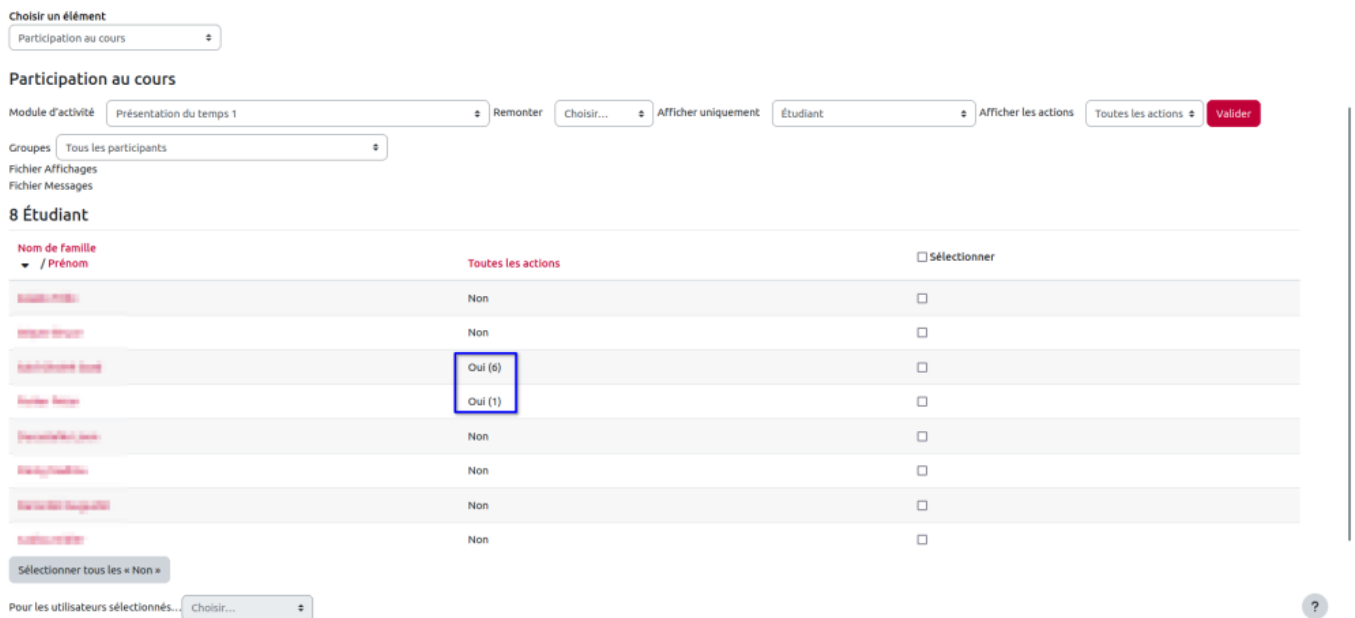 Choisir un élément
Participation au cours
Participation au cours
Module d'activité Présentation du temps 1 Remonter Choisir... Afficher uniquement Étudiant Afficher les actions Toutes les actions Valider
Groupes Tous les participants
Fichier Affichages
Fichier Messages
8 Étudiant
Nom de famille
/ Prénom Toutes les actions Sélectionner
Non
Non
Oui (6)
Oui (1)
Non
Non
Non
Non
Sélectionner tous les « Non »
Pour les utilisateurs sélectionnés... Choisir... ?